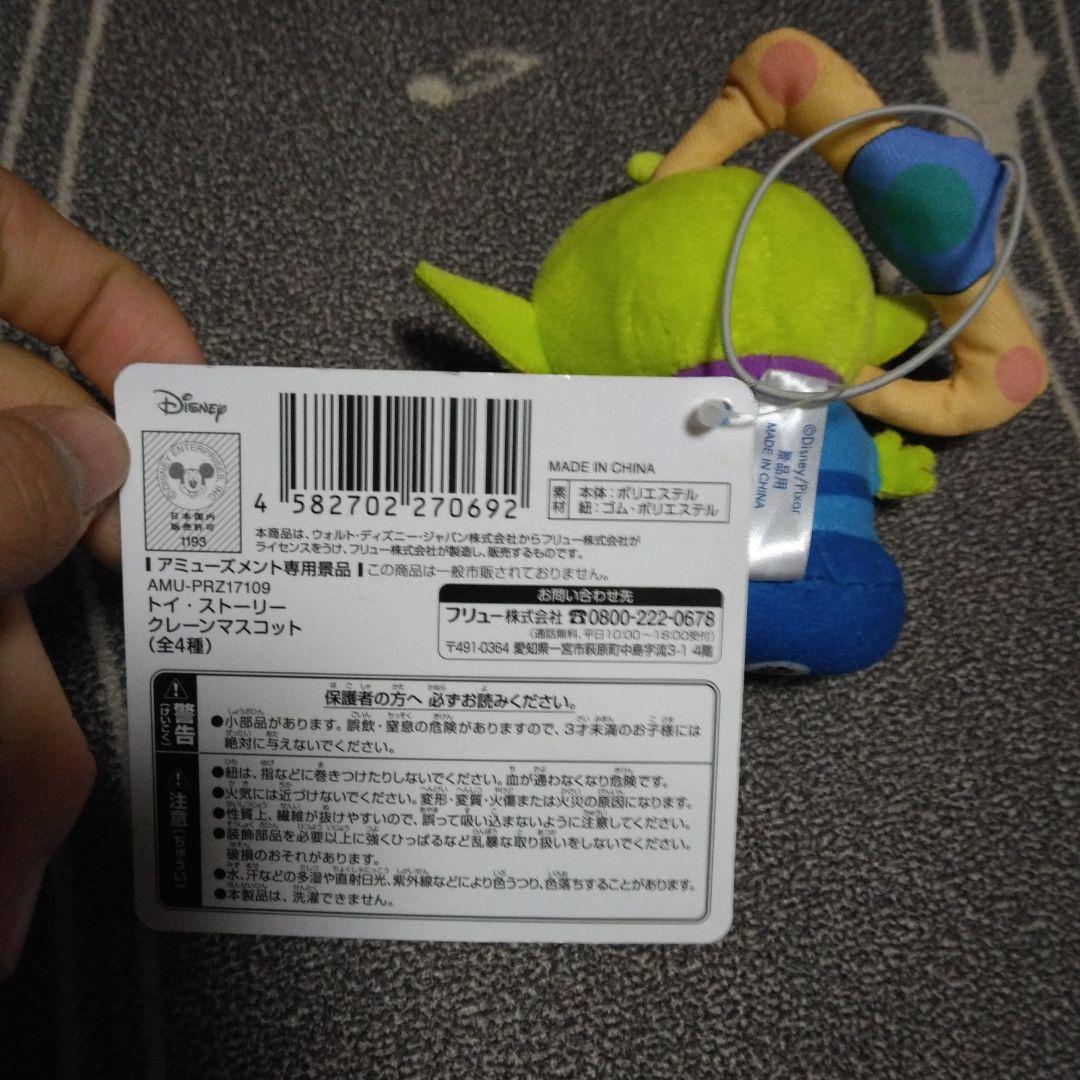 Disney
© DISNEY ENTERPRISES, INC.
日本国内
販売許可
1193
4 582702 270692
MADE IN CHINA
素材 本体:ポリエステル
紐:ゴム・ポリエステル
本商品は、ウォルト・ディズニー・ジャパン株式会社からフリュー株式会社が
ライセンスをうけ、フリュー株式会社が製造し、販売するものです。
アミューズメント専用景品 この商品は一般市販されておりません。
AMU-PRZ17109
トイ・ストーリー
クレーンマスコット
(全4種)
お問い合わせ先
フリュー株式会社 ☎0800-222-0678
(通話無料、平日10:00~18:00受付)
〒491-0364 愛知県一宮市萩原町中島字流3-1 4階
保護者の方へ 必ずお読みください。
警告
(けいこく)
●小部品があります。誤飲・窒息の危険がありますので、3才未満のお子様には
絶対に与えないでください。
注意
(ちゅうい)
●紐は、指などに巻きつけたりしないでください。血が通わなくなり危険です。
●火気には近づけないでください。変形・変質・火傷または火災の原因になります。
●性質上、繊維が抜けやすいので、誤って吸い込まないように注意してください。
●装飾部品を必要以上に強くひっぱるなど乱暴な取り扱いをしないでください。
破損のおそれがあります。
●水、汗などの多湿や直射日光、紫外線などにより色うつり、色落ちすることがあります。
●本製品は、洗濯できません。
©Disney/Pixar
景品用
MADE IN CHINA